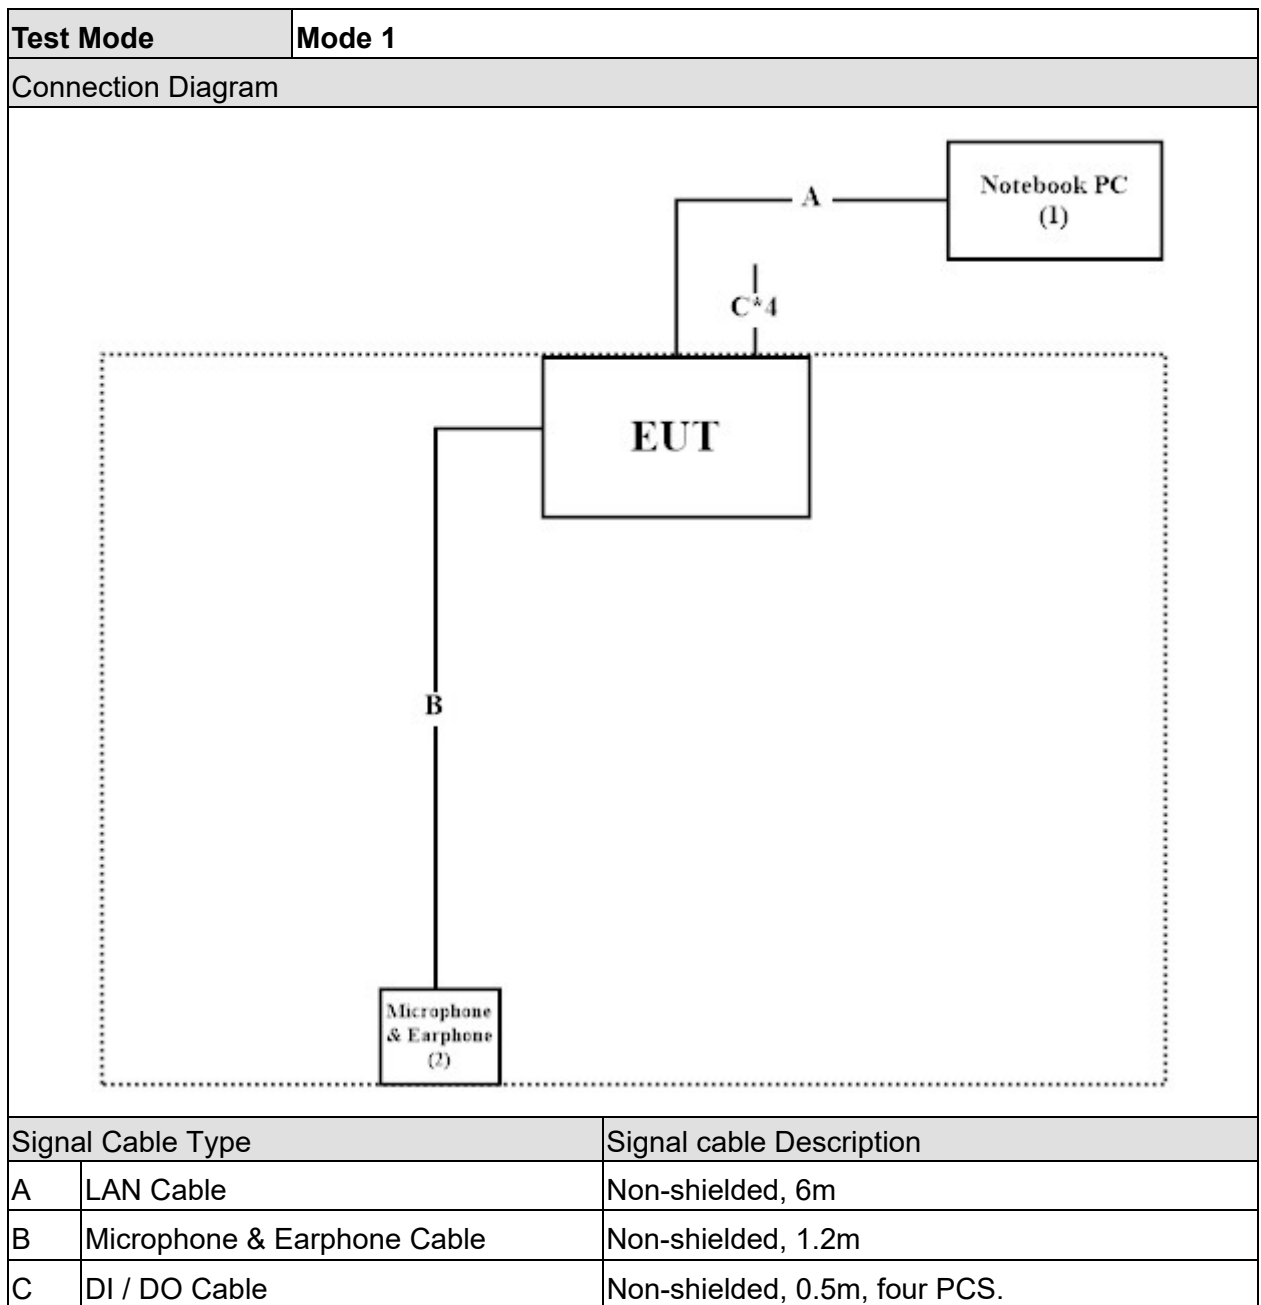 Test Mode Mode 1
Connection Diagram
Notebook PC
(1)
A
C*4
EUT
B
Microphone
& Earphone
(2)
Signal Cable Type Signal cable Description
A LAN Cable Non-shielded, 6m
B Microphone & Earphone Cable Non-shielded, 1.2m
C DI / DO Cable Non-shielded, 0.5m, four PCS.